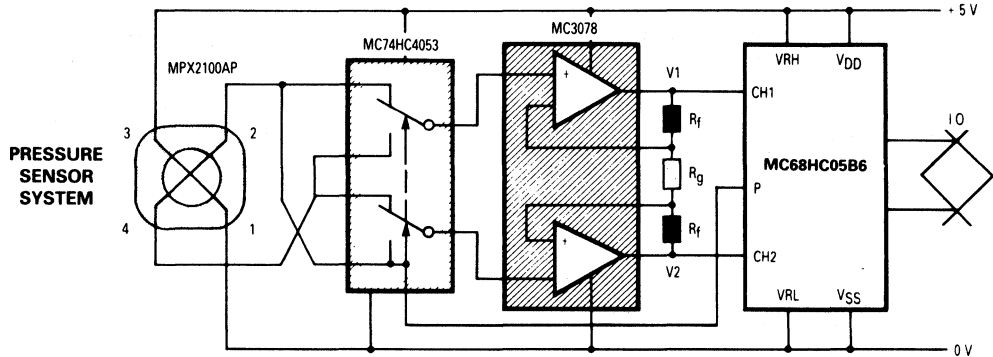 + 5 V
MC74HC4053
MC3078
MPX2100AP
V1
VRH
VDD
CH1
3
2
Rf
IO
PRESSURE
SENSOR
SYSTEM
Rg
MC68HC05B6
P
4
1
Rf
CH2
V2
VRL
VSS
0 V
+
+